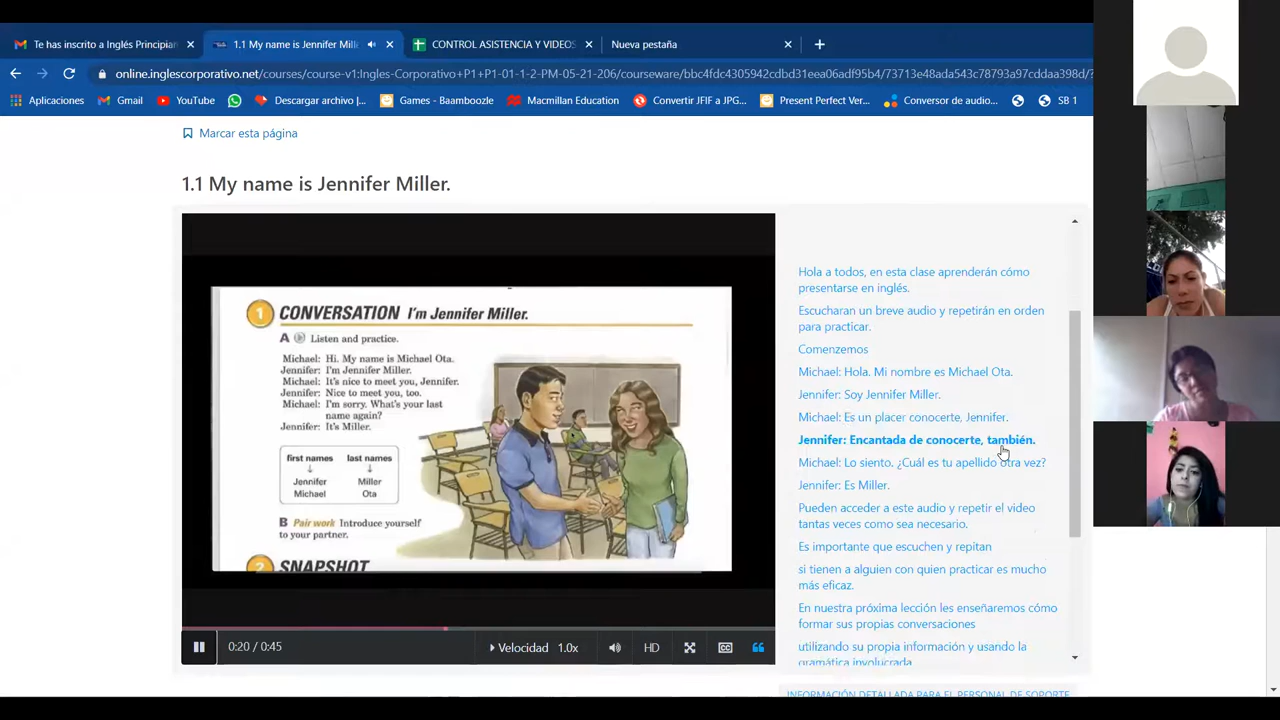 Te has inscrito a Inglés Principian
1.1 My name is Jennifer Mille
CONTROL ASISTENCIA Y VIDEOS
Nueva pestaña
online.inglescorporativo.net/courses/course-v1:Ingles-Corporativo+P1+P1-01-1-2-PM-05-21-206/courseware/bbc4fdc4305942cdbd31eea06adf95b4/73713e48ada543c78793a97cddaa398d/?
Aplicaciones
Gmail
YouTube
Descargar archivo |...
Games - Baamboozle
Macmillan Education
Convertir JFIF a JPG...
Present Perfect Ver...
Conversor de audio...
SB 1
Marcar esta página
1.1 My name is Jennifer Miller.
1 CONVERSATION I'm Jennifer Miller.
A Listen and practice.
Michael: Hi. My name is Michael Ota.
Jennifer: I'm Jennifer Miller.
Michael: It's nice to meet you, Jennifer.
Jennifer: Nice to meet you, too.
Michael: I'm sorry. What's your last
name again?
Jennifer: It's Miller.
first names last names
Jennifer Miller
Michael Ota
B Pair work Introduce yourself
to your partner.
2 SNAPSHOT
0:20 / 0:45
Velocidad 1.0x
HD
Hola a todos, en esta clase aprenderán cómo
presentarse en inglés.
Escucharan un breve audio y repetirán en orden
para practicar.
Comenzemos
Michael: Hola. Mi nombre es Michael Ota.
Jennifer: Soy Jennifer Miller.
Michael: Es un placer conocerte, Jennifer.
Jennifer: Encantada de conocerte, también.
Michael: Lo siento. ¿Cuál es tu apellido otra vez?
Jennifer: Es Miller.
Pueden acceder a este audio y repetir el video
tantas veces como sea necesario.
Es importante que escuchen y repitan
si tienen a alguien con quien practicar es mucho
más eficaz.
En nuestra próxima lección les enseñaremos cómo
formar sus propias conversaciones
utilizando su propia información y usando la
gramática involucrada
INFORMACIÓN DETALLADA PARA EL PERSONAL DE SOPORTE